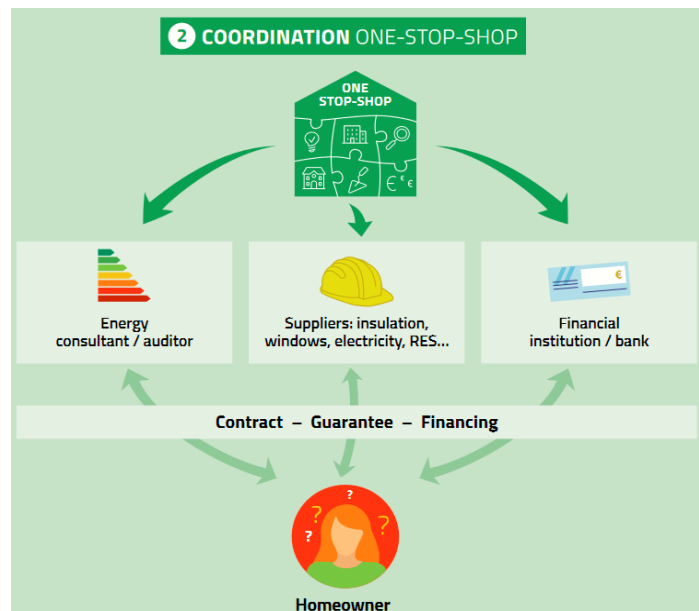 2 COORDINATION ONE-STOP-SHOP
ONE
STOP-SHOP
€ € €
€
Energy
consultant / auditor
Suppliers: insulation,
windows, electricity, RES...
Financial
institution / bank
Contract – Guarantee – Financing
?
? ?
?
Homeowner